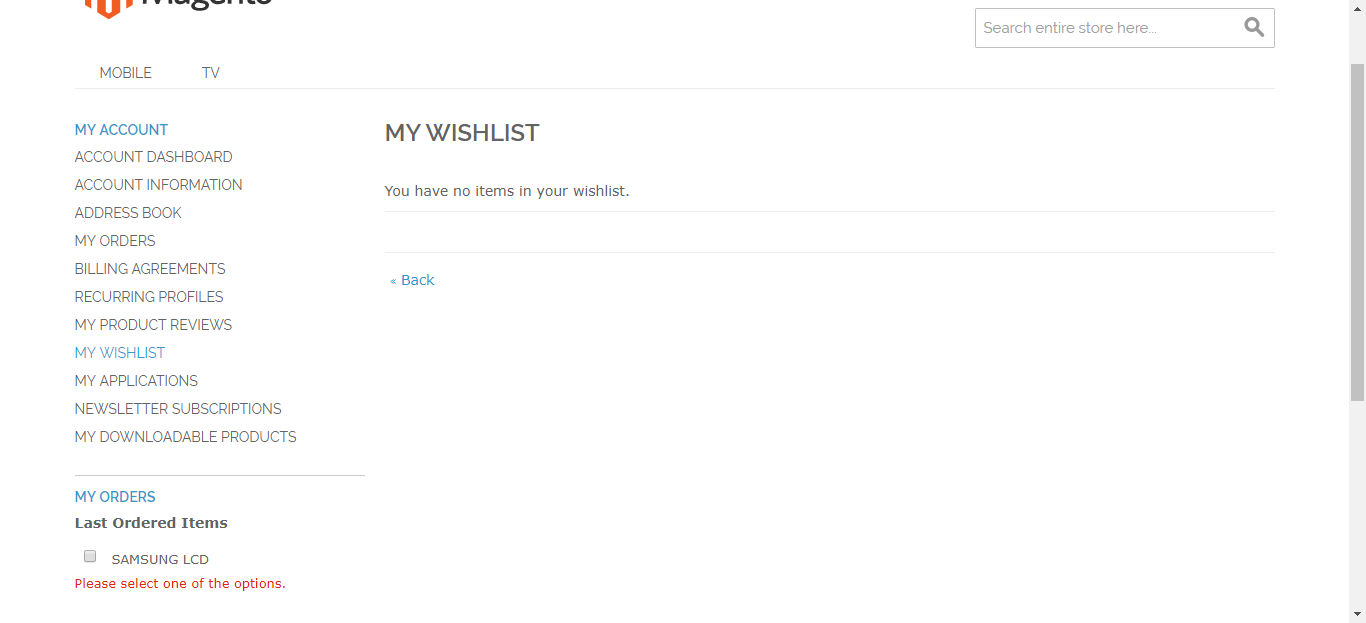 Magento
Search entire store here...
MOBILE TV
MY ACCOUNT
ACCOUNT DASHBOARD
ACCOUNT INFORMATION
ADDRESS BOOK
MY ORDERS
BILLING AGREEMENTS
RECURRING PROFILES
MY PRODUCT REVIEWS
MY WISHLIST
MY APPLICATIONS
NEWSLETTER SUBSCRIPTIONS
MY DOWNLOADABLE PRODUCTS
MY ORDERS
Last Ordered Items
SAMSUNG LCD
Please select one of the options.
MY WISHLIST
You have no items in your wishlist.
« Back